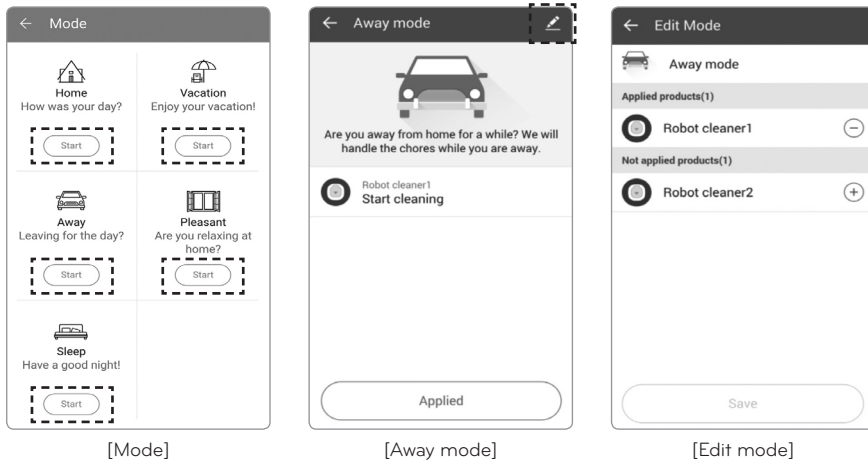 ← Mode
Home
How was your day?
Start
Vacation
Enjoy your vacation!
Start
Away
Leaving for the day?
Start
Pleasant
Are you relaxing at
home?
Start
Sleep
Have a good night!
Start
[Mode]
← Away mode
Are you away from home for a while? We will
handle the chores while you are away.
Robot cleaner1
Start cleaning
Applied
[Away mode]
← Edit Mode
Away mode
Applied products(1)
Robot cleaner1
Not applied products(1)
Robot cleaner2
Save
[Edit mode]